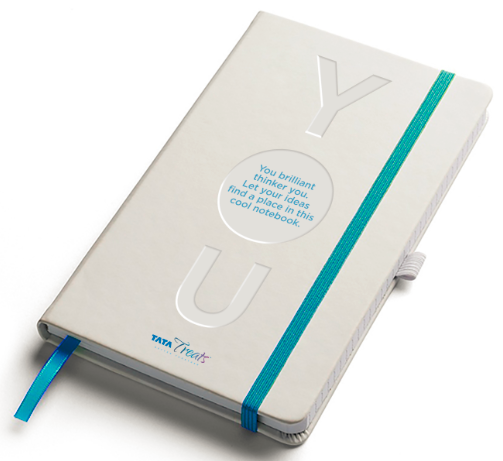 Y
O
You brilliant
thinker you.
Let your ideas
find a place in this
cool notebook.
U
TATA Treats